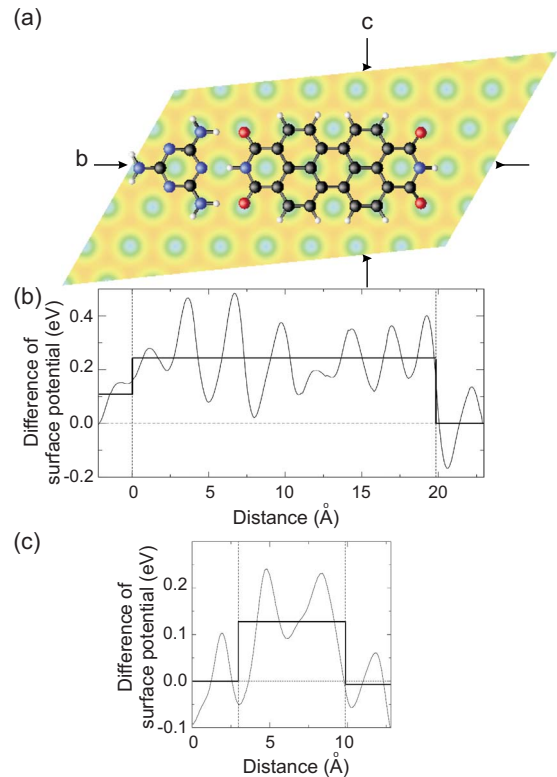 (a)
c
b
(b)
Difference of
surface potential (eV)
0.4
0.2
0.0
-0.2
0
5
10
15
20
Distance (Å)
(c)
Difference of
surface potential (eV)
0.2
0.1
0.0
-0.1
0
10
Distance (Å)